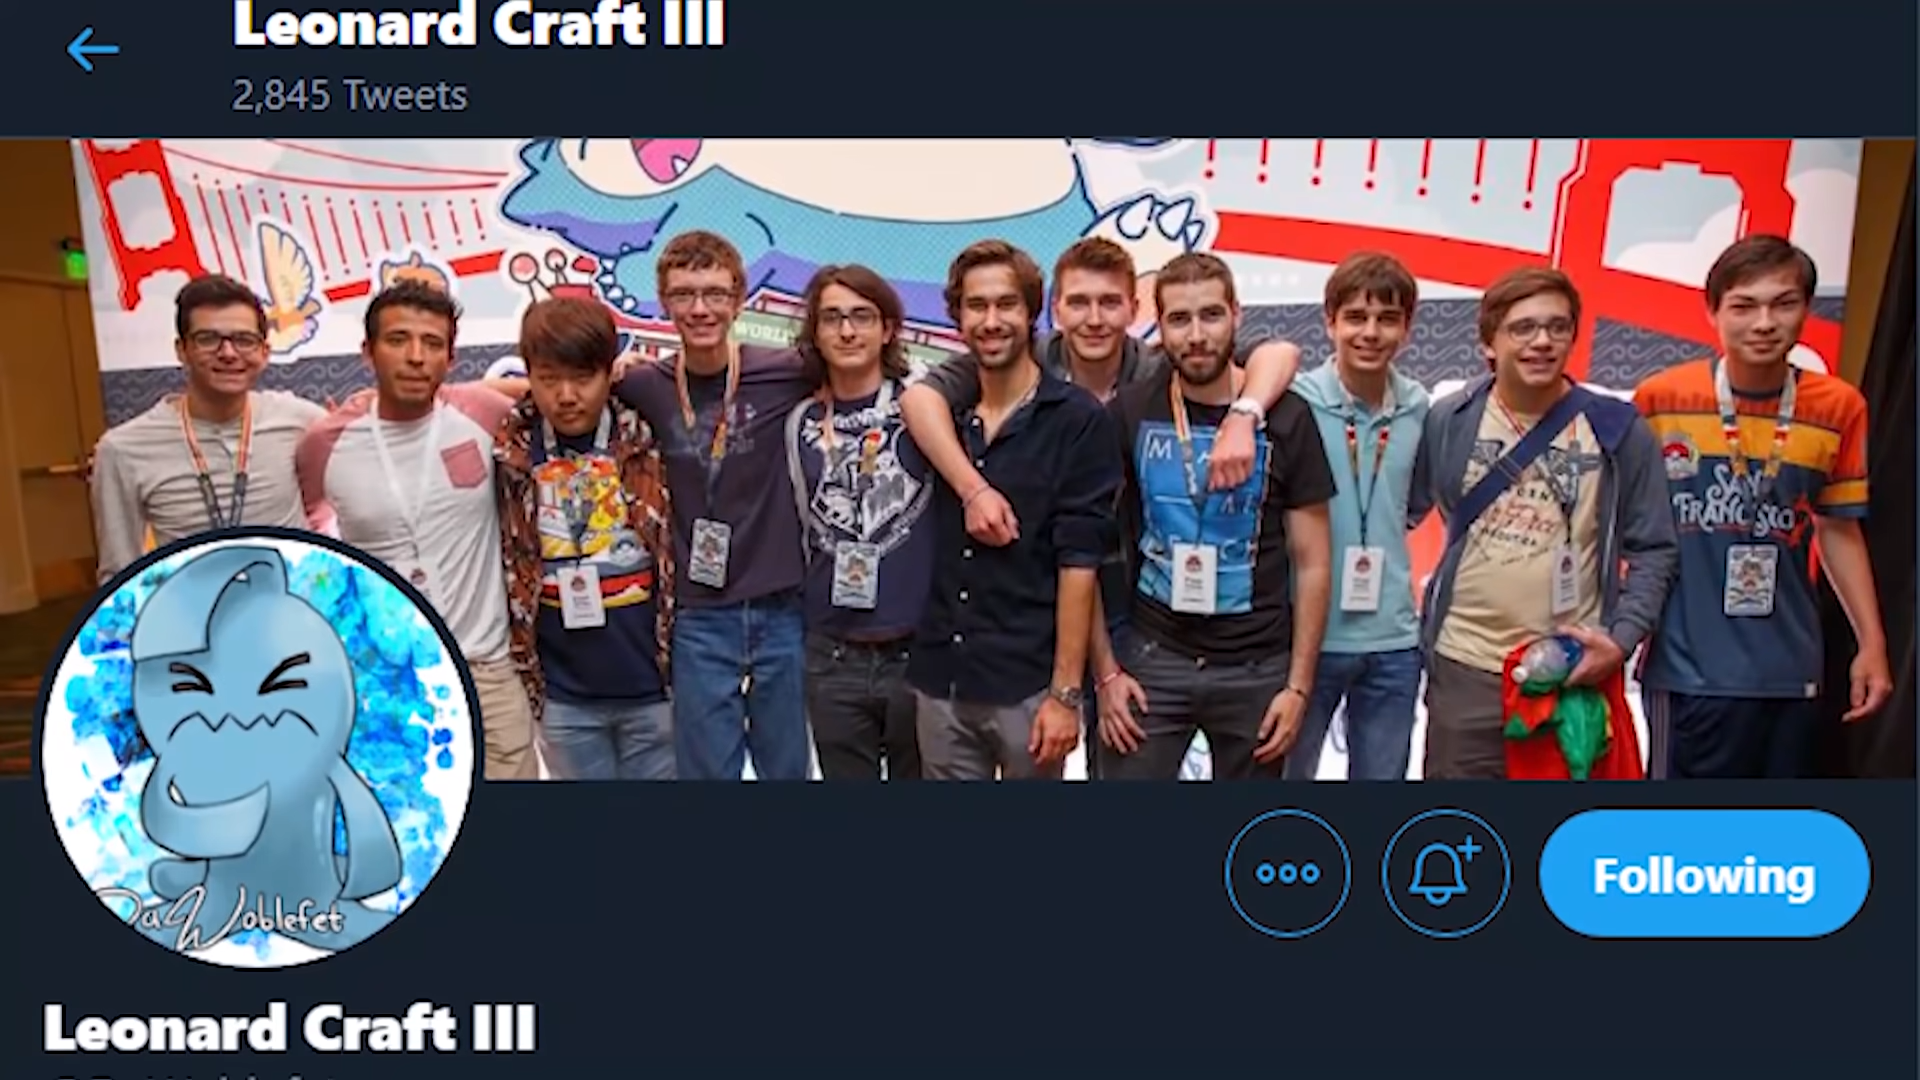 Leonard Craft III
2,845 Tweets
WORLD
SAN
FRANCISCO
DaWoblefet
Following
Leonard Craft III